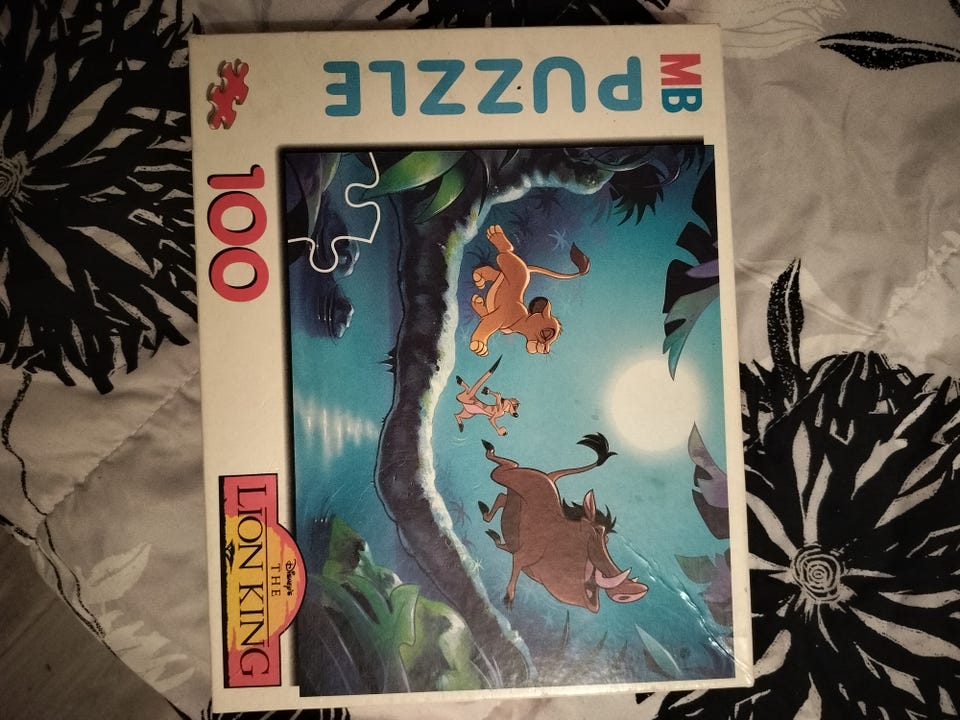 MB PUZZLE
100
Disney's
THE
LION KING